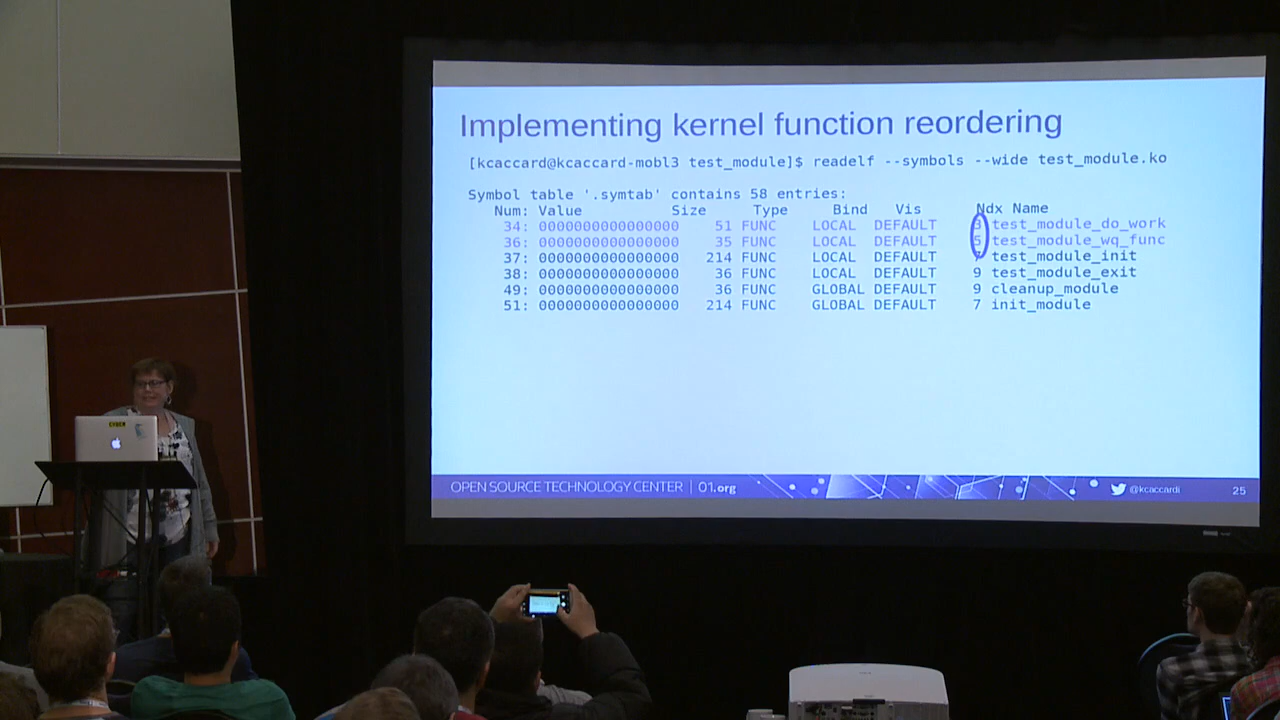 Implementing kernel function reordering
[kcaccard@kcaccard-mobl3 test_module]$ readelf --symbols --wide test_module.ko
Symbol table '.symtab' contains 58 entries:
Num: Value Size Type Bind Vis Ndx Name
34: 0000000000000000 51 FUNC LOCAL DEFAULT 3 test_module_do_work
36: 0000000000000000 35 FUNC LOCAL DEFAULT 5 test_module_wq_func
37: 0000000000000000 214 FUNC LOCAL DEFAULT 7 test_module_init
38: 0000000000000000 36 FUNC LOCAL DEFAULT 9 test_module_exit
49: 0000000000000000 36 FUNC GLOBAL DEFAULT 9 cleanup_module
51: 0000000000000000 214 FUNC GLOBAL DEFAULT 7 init_module
OPEN SOURCE TECHNOLOGY CENTER | 01.org @kcaccardi 25